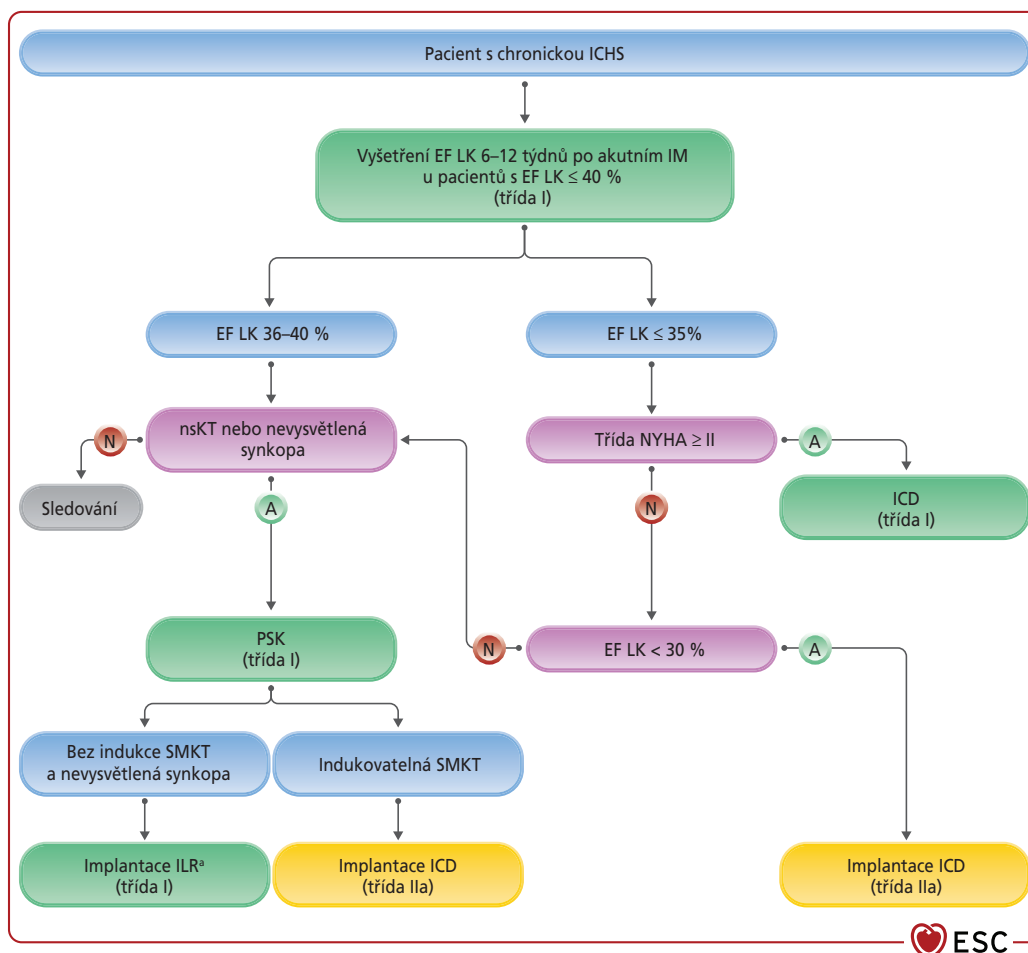 Pacient s chronickou ICHS
Vyšetření EF LK 6–12 týdnů po akutním IM
u pacientů s EF LK ≤ 40 %
(třída I)
EF LK 36–40 %
EF LK ≤ 35%
nsKT nebo nevysvětlená
synkopa
Třída NYHA ≥ II
N
A
Sledování
A
ICD
(třída I)
N
PSK
(třída I)
N
EF LK < 30 %
A
Bez indukce SMKT
a nevysvětlená synkopa
Indukovatelná SMKT
Implantace ILRª
(třída I)
Implantace ICD
(třída IIa)
Implantace ICD
(třída IIa)
ESC